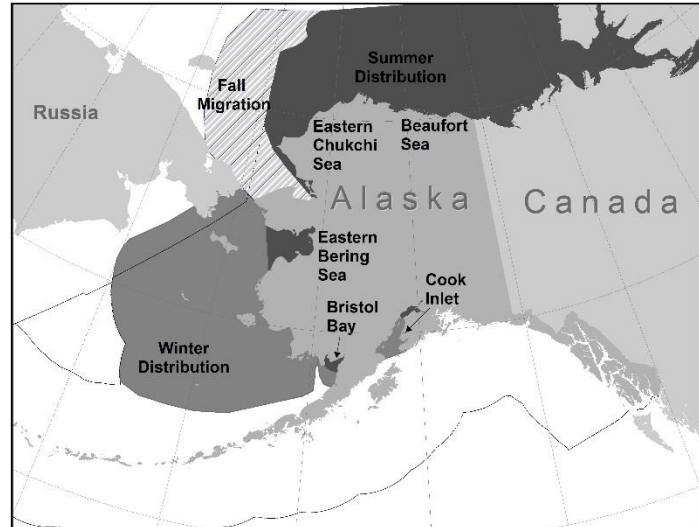 Summer
Distribution
Fall
Migration
Russia
Eastern
Chukchi
Sea
Beaufort
Sea
Alaska
Canada
Eastern
Bering
Sea
Cook
Inlet
Bristol
Bay
Winter
Distribution